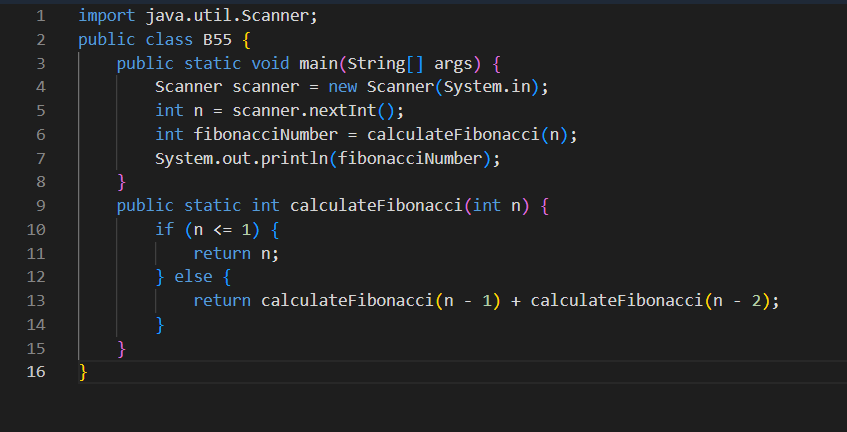 1 import java.util.Scanner;
2 public class B55 {
3     public static void main(String[] args) {
4         Scanner scanner = new Scanner(System.in);
5         int n = scanner.nextInt();
6         int fibonacciNumber = calculateFibonacci(n);
7         System.out.println(fibonacciNumber);
8     }
9     public static int calculateFibonacci(int n) {
10         if (n <= 1) {
11             return n;
12         } else {
13             return calculateFibonacci(n - 1) + calculateFibonacci(n - 2);
14         }
15     }
16 }